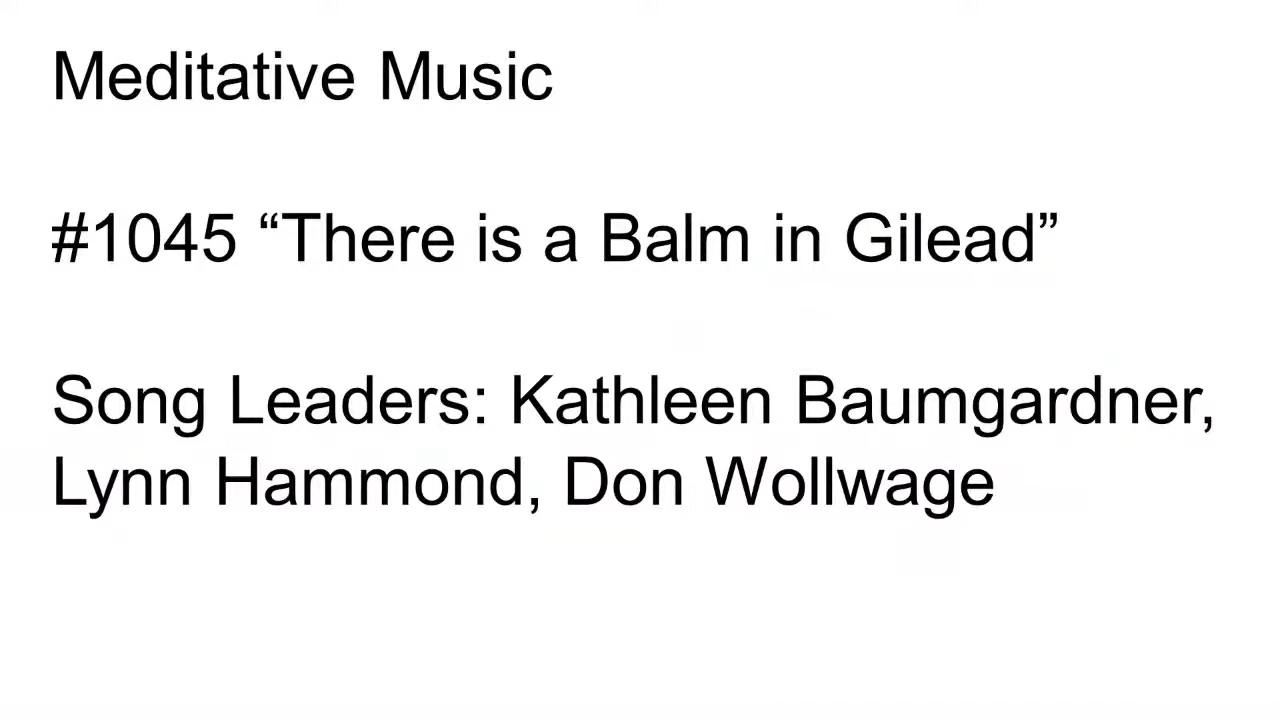 Meditative Music
#1045 “There is a Balm in Gilead”
Song Leaders: Kathleen Baumgardner,
Lynn Hammond, Don Wollwage